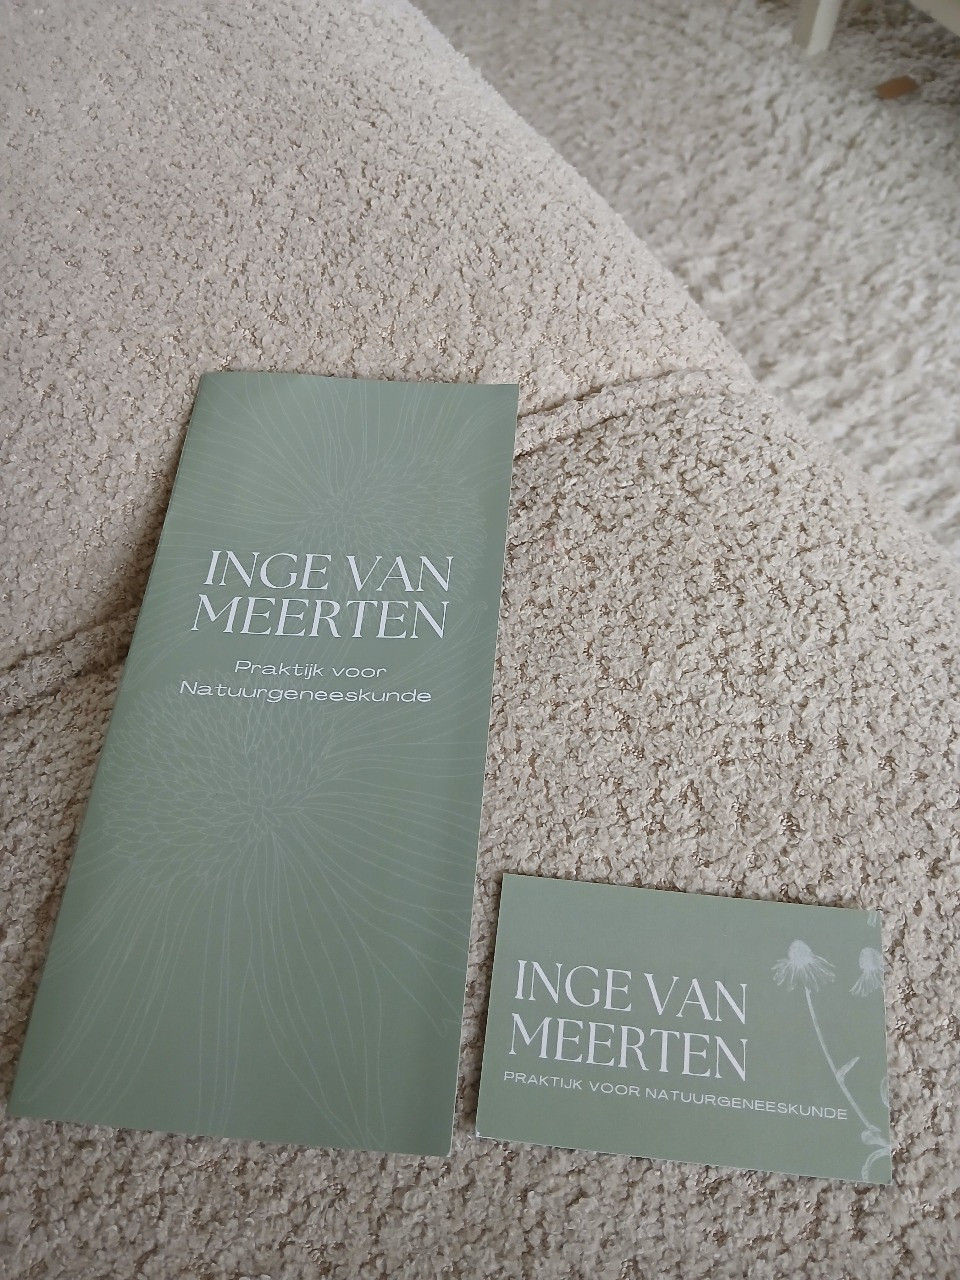 INGE VAN
MEERTEN
Praktijk voor
Natuurgeneeskunde
INGE VAN
MEERTEN
PRAKTIJK VOOR NATUURGENEESKUNDE